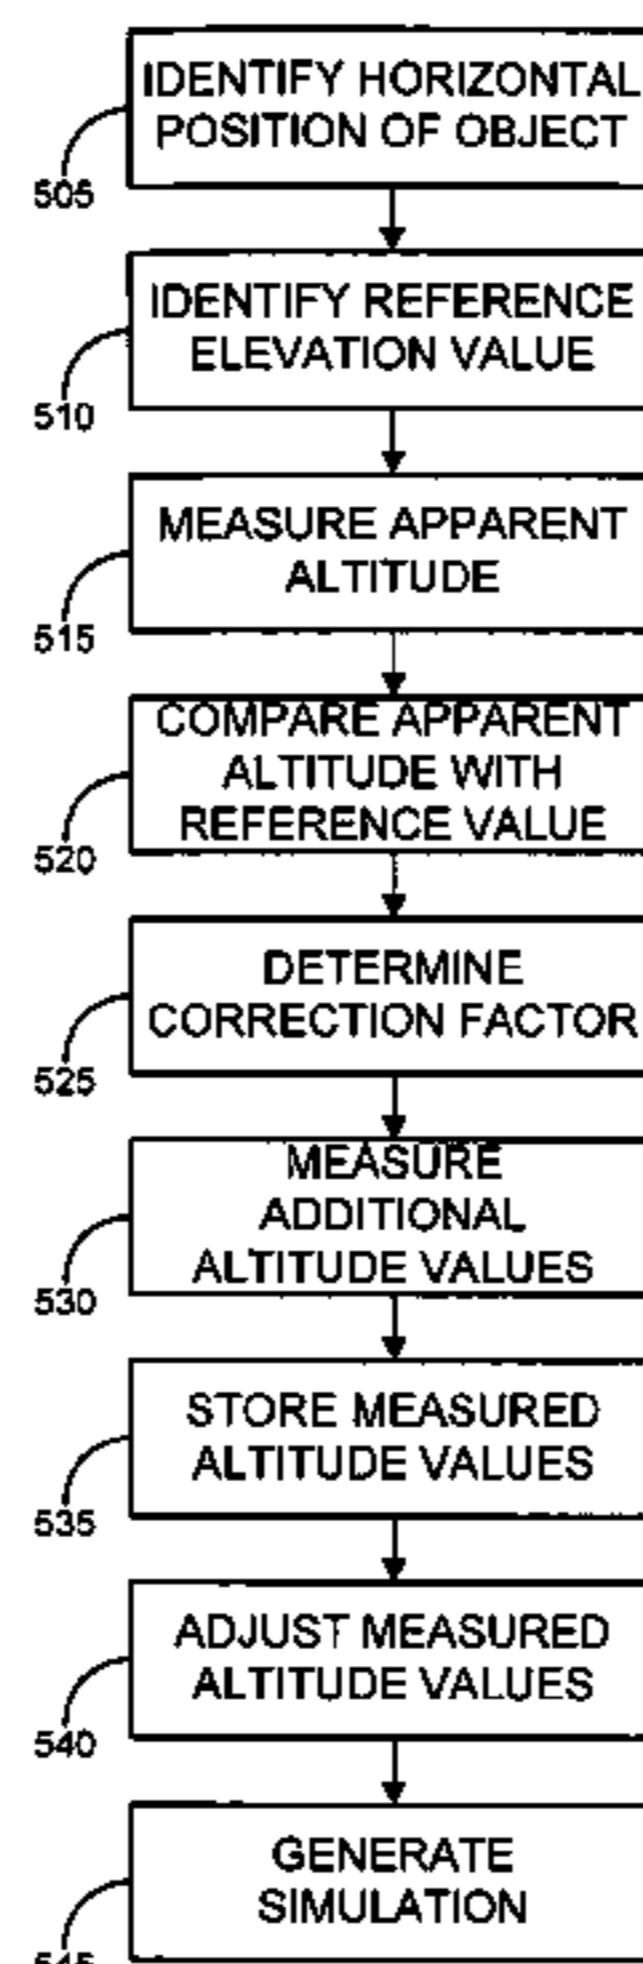 IDENTIFY HORIZONTAL
POSITION OF OBJECT
505
IDENTIFY REFERENCE
ELEVATION VALUE
510
MEASURE APPARENT
ALTITUDE
515
COMPARE APPARENT
ALTITUDE WITH
REFERENCE VALUE
520
DETERMINE
CORRECTION FACTOR
525
MEASURE
ADDITIONAL
ALTITUDE VALUES
530
STORE MEASURED
ALTITUDE VALUES
535
ADJUST MEASURED
ALTITUDE VALUES
540
GENERATE
SIMULATION